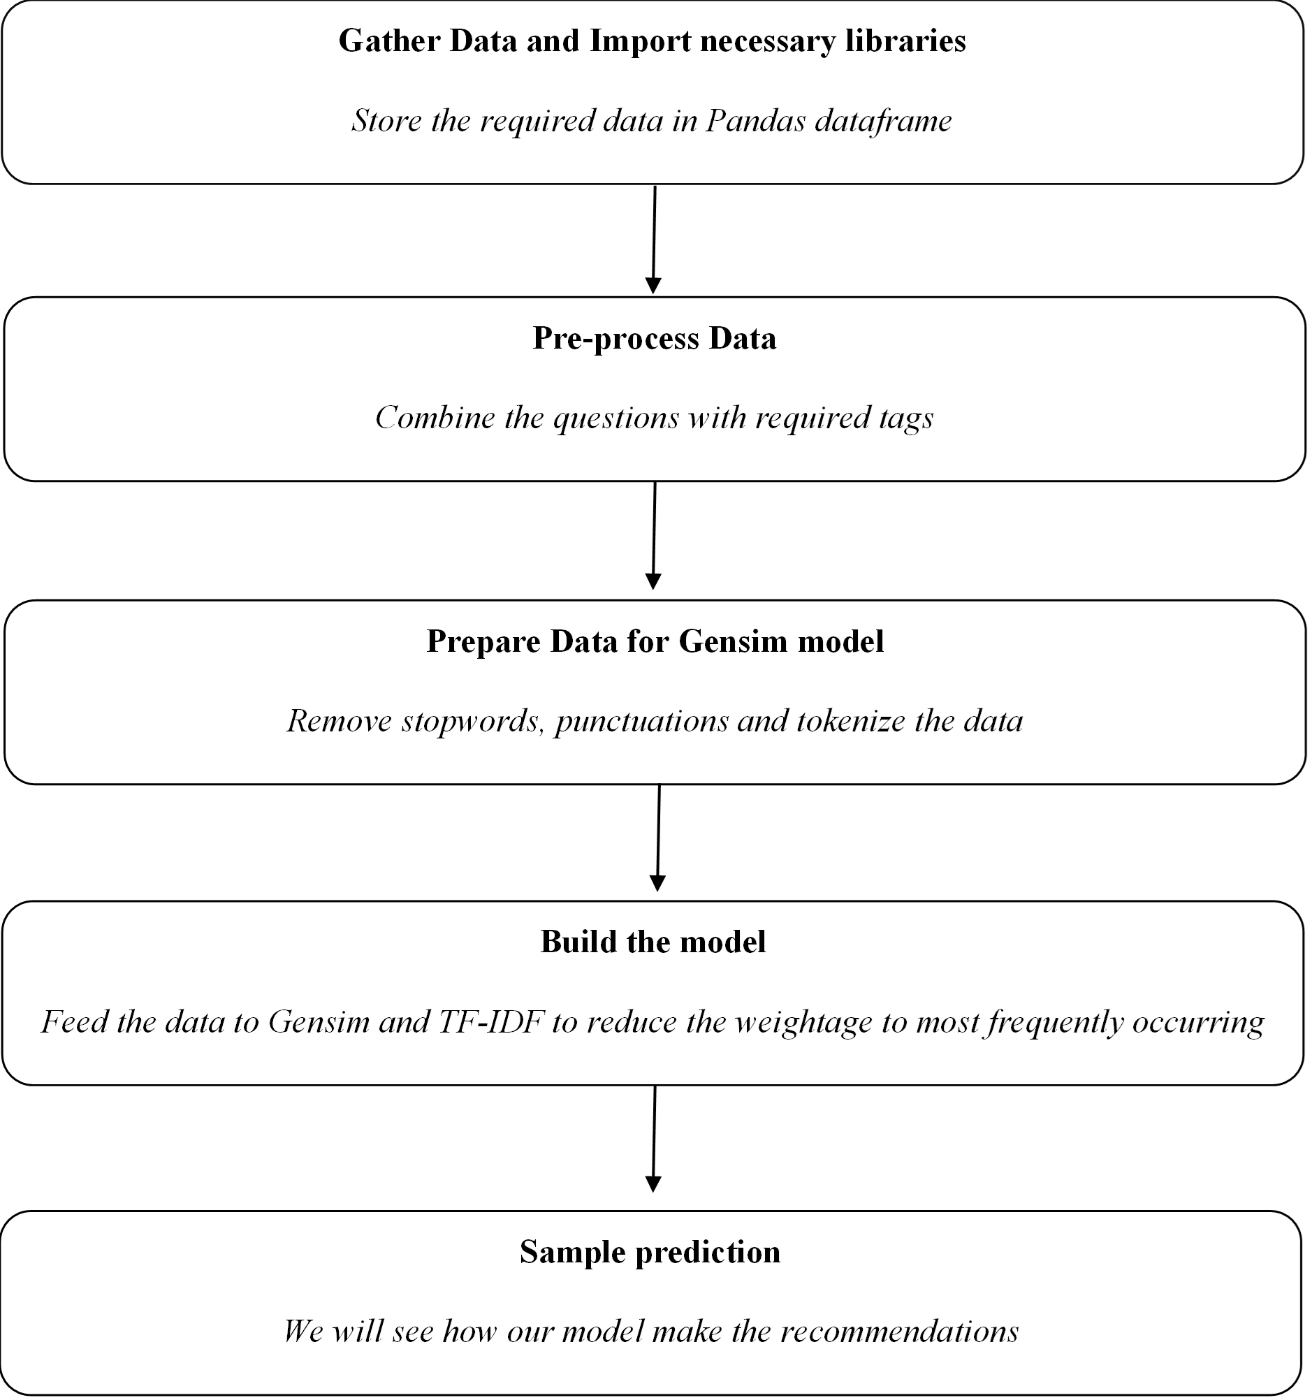 Gather Data and Import necessary libraries
Store the required data in Pandas dataframe
Pre-process Data
Combine the questions with required tags
Prepare Data for Gensim model
Remove stopwords, punctuations and tokenize the data
Build the model
Feed the data to Gensim and TF-IDF to reduce the weightage to most frequently occurring
Sample prediction
We will see how our model make the recommendations